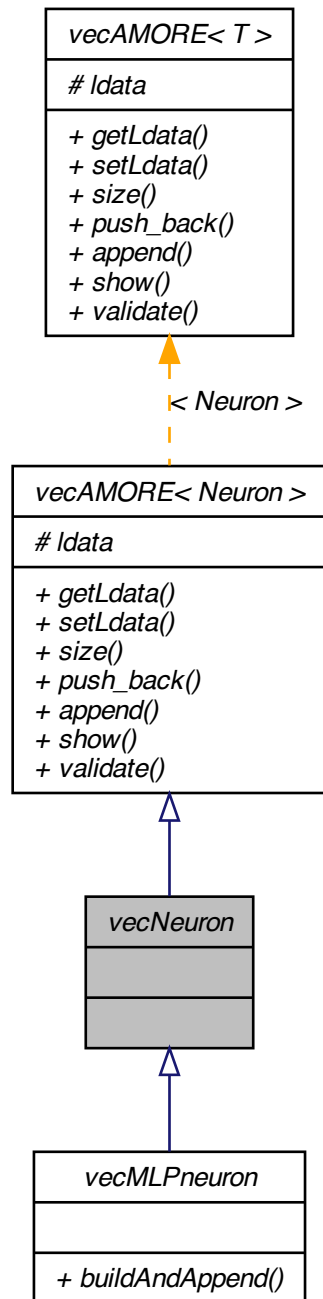 vecAMORE< T >
# ldata
+ getLdata()
+ setLdata()
+ size()
+ push_back()
+ append()
+ show()
+ validate()
< Neuron >
vecAMORE< Neuron >
# ldata
+ getLdata()
+ setLdata()
+ size()
+ push_back()
+ append()
+ show()
+ validate()
vecNeuron
vecMLPneuron
+ buildAndAppend()